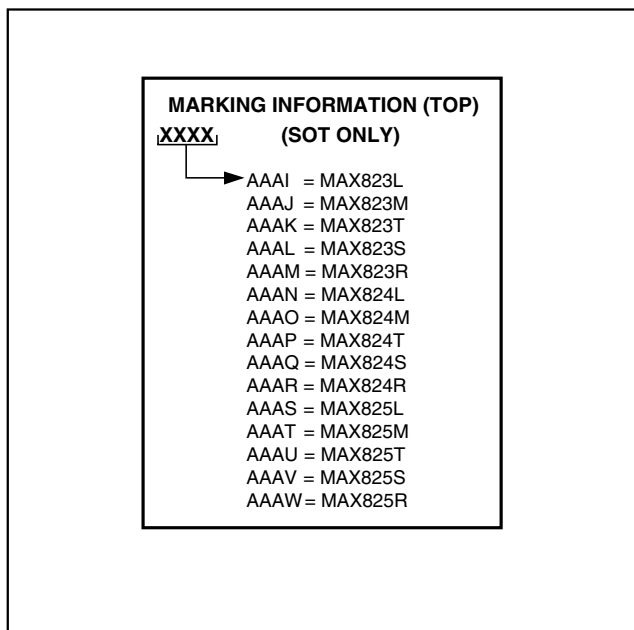 MARKING INFORMATION (TOP)
XXXX (SOT ONLY)
AAAI = MAX823L
AAAJ = MAX823M
AAAK = MAX823T
AAAL = MAX823S
AAAM = MAX823R
AAAN = MAX824L
AAAO = MAX824M
AAAP = MAX824T
AAAQ = MAX824S
AAAR = MAX824R
AAAS = MAX825L
AAAT = MAX825M
AAAU = MAX825T
AAAV = MAX825S
AAAW = MAX825R